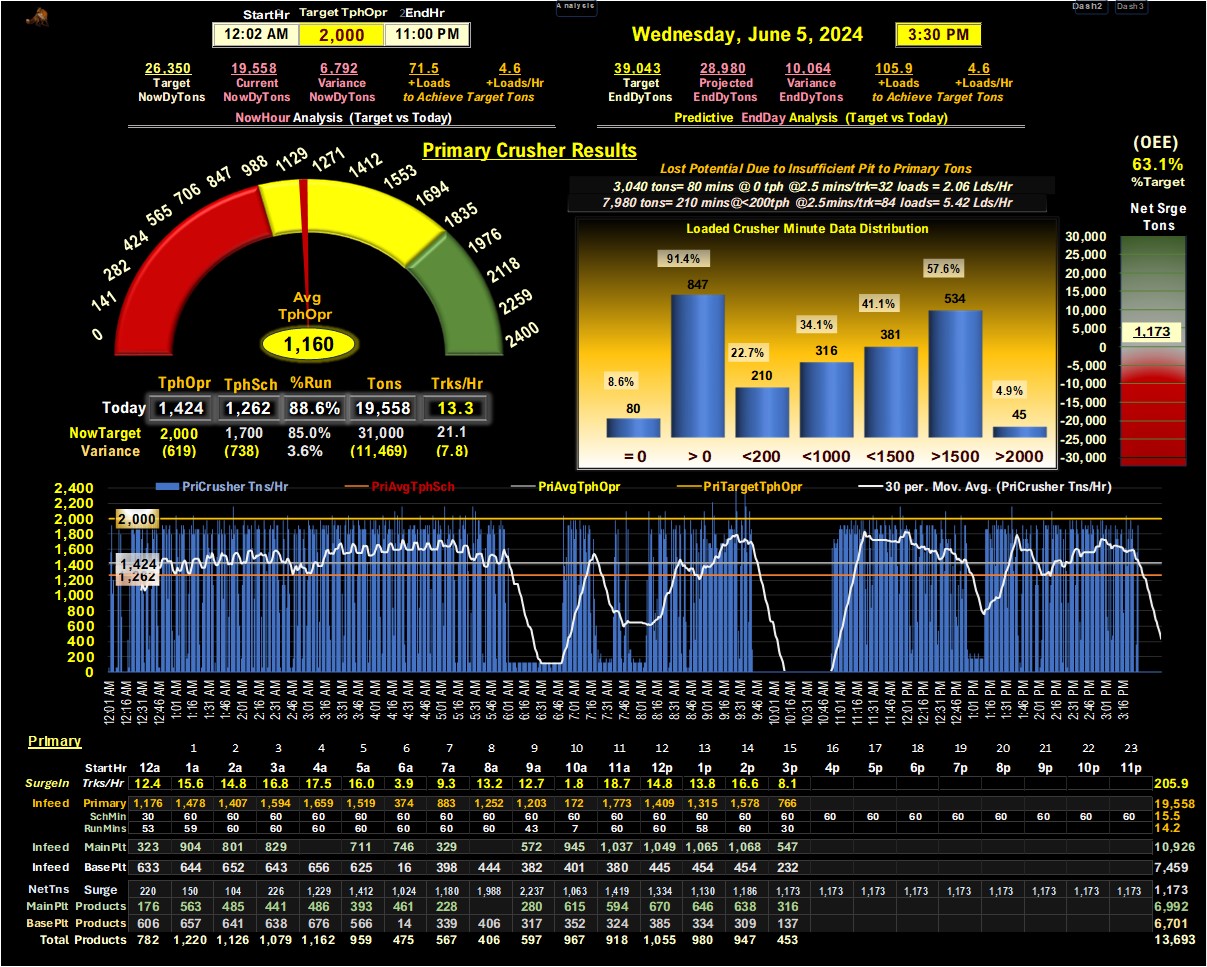 Analysis
Dash2 Dash3
StartHr Target TphOpr 2EndHr
12:02 AM 2,000 11:00 PM
Wednesday, June 5, 2024 3:30 PM
26,350 19,558 6,792 71.5 4.6
Target Current Variance +Loads +Loads/Hr
NowDyTons NowDyTons NowDyTons to Achieve Target Tons
NowHour Analysis (Target vs Today)
39,043 28,980 10,064 105.9 4.6
Target Projected Variance +Loads +Loads/Hr
EndDyTons EndDyTons EndDyTons to Achieve Target Tons
Predictive EndDay Analysis (Target vs Today)
Primary Crusher Results
0 141 282 424 565 706 847 988 1129 1271 1412 1553 1694 1835 1976 2118 2259 2400
Avg
TphOpr
1,160
TphOpr TphSch %Run Tons Trks/Hr
Today 1,424 1,262 88.6% 19,558 13.3
NowTarget 2,000 1,700 85.0% 31,000 21.1
Variance (619) (738) 3.6% (11,469) (7.8)
Lost Potential Due to Insufficient Pit to Primary Tons
3,040 tons= 80 mins @ 0 tph @2.5 mins/trk=32 loads = 2.06 Lds/Hr
7,980 tons= 210 mins@<200tph @2.5mins/trk=84 loads= 5.42 Lds/Hr
Loaded Crusher Minute Data Distribution
8.6% 91.4% 22.7% 34.1% 41.1% 57.6% 4.9%
80 847 210 316 381 534 45
= 0 > 0 <200 <1000 <1500 >1500 >2000
(OEE)
63.1%
%Target
Net Srge
Tons
30,000
25,000
20,000
15,000
10,000
5,000
0
-5,000
-10,000
-15,000
-20,000
-25,000
-30,000
1,173
PriCrusher Tns/Hr PriAvgTphSch PriAvgTphOpr PriTargetTphOpr 30 per. Mov. Avg. (PriCrusher Tns/Hr)
2,400
2,200
2,000
1,800
1,600
1,400
1,200
1,000
800
600
400
200
0
2,000
1,424
1,262
12:01 AM 12:16 AM 12:31 AM 12:46 AM 1:01 AM 1:16 AM 1:31 AM 1:46 AM 2:01 AM 2:16 AM 2:31 AM 2:46 AM 3:01 AM 3:16 AM 3:31 AM 3:46 AM 4:01 AM 4:16 AM 4:31 AM 4:46 AM 5:01 AM 5:16 AM 5:31 AM 5:46 AM 6:01 AM 6:16 AM 6:31 AM 6:46 AM 7:01 AM 7:16 AM 7:31 AM 7:46 AM 8:01 AM 8:16 AM 8:31 AM 8:46 AM 9:01 AM 9:16 AM 9:31 AM 9:46 AM 10:01 AM 10:16 AM 10:31 AM 10:46 AM 11:01 AM 11:16 AM 11:31 AM 11:46 AM 12:01 PM 12:16 PM 12:31 PM 12:46 PM 1:01 PM 1:16 PM 1:31 PM 1:46 PM 2:01 PM 2:16 PM 2:31 PM 2:46 PM 3:01 PM 3:16 PM
Primary
1 2 3 4 5 6 7 8 9 10 11 12 13 14 15 16 17 18 19 20 21 22 23
StartHr 12a 1a 2a 3a 4a 5a 6a 7a 8a 9a 10a 11a 12p 1p 2p 3p 4p 5p 6p 7p 8p 9p 10p 11p
SurgeIn Trks/Hr 12.4 15.6 14.8 16.8 17.5 16.0 3.9 9.3 13.2 12.7 1.8 18.7 14.8 13.8 16.6 8.1 205.9
Infeed Primary 1,176 1,478 1,407 1,594 1,659 1,519 374 883 1,252 1,203 172 1,773 1,409 1,315 1,578 766 19,558
SchMin 30 60 60 60 60 60 60 60 60 60 60 60 60 60 60 60 60 60 60 60 60 60 60 60 15.5
RunMins 53 59 60 60 60 60 60 60 60 43 7 60 60 58 60 30 14.2
Infeed MainPlt 323 904 801 829 711 746 329 572 945 1,037 1,049 1,065 1,068 547 10,926
Infeed BasePlt 633 644 652 643 656 625 16 398 444 382 401 380 445 454 454 232 7,459
NetTns Surge 220 150 104 226 1,229 1,412 1,024 1,180 1,988 2,237 1,063 1,419 1,334 1,130 1,186 1,173 1,173 1,173 1,173 1,173 1,173 1,173 1,173 1,173 1,173
MainPlt Products 176 563 485 441 486 393 461 228 280 615 594 670 646 638 316 6,992
BasePlt Products 606 657 641 638 676 566 14 339 406 317 352 324 385 334 309 137 6,701
Total Products 782 1,220 1,126 1,079 1,162 959 475 567 406 597 967 918 1,055 980 947 453 13,693